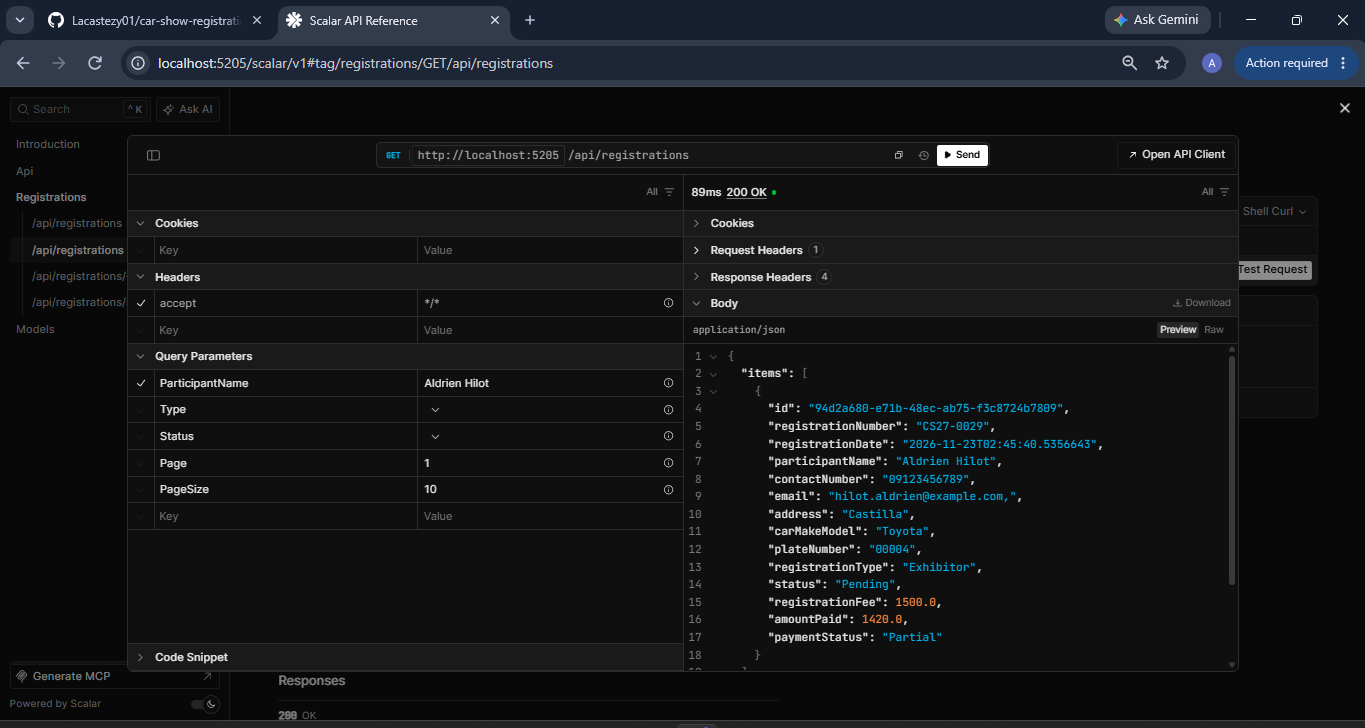 Lacastezy01/car-show-registrati
Scalar API Reference
Ask Gemini
localhost:5205/scalar/v1#tag/registrations/GET/api/registrations
A
Action required
Search
^ K
Ask AI
Introduction
Api
Registrations
/api/registrations
/api/registrations
/api/registrations/
/api/registrations/
Models
Generate MCP
Powered by Scalar
GET http://localhost:5205 /api/registrations
Send
Open API Client
All
Cookies
Key Value
Headers
accept */*
Key Value
Query Parameters
ParticipantName Aldrien Hilot
Type
Status
Page 1
PageSize 10
Key Value
Code Snippet
89ms 200 OK
All
Cookies
Request Headers 1
Response Headers 4
Body
Download
application/json
Preview Raw
1 {
2 "items": [
3 {
4 "id": "94d2a680-e71b-48ec-ab75-f3c8724b7809",
5 "registrationNumber": "CS27-0029",
6 "registrationDate": "2026-11-23T02:45:40.5356643",
7 "participantName": "Aldrien Hilot",
8 "contactNumber": "09123456789",
9 "email": "hilot.aldrien@example.com,",
10 "address": "Castilla",
11 "carMakeModel": "Toyota",
12 "plateNumber": "00004",
13 "registrationType": "Exhibitor",
14 "status": "Pending",
15 "registrationFee": 1500.0,
16 "amountPaid": 1420.0,
17 "paymentStatus": "Partial"
18 }
Shell Curl
Test Request
Responses
200 OK